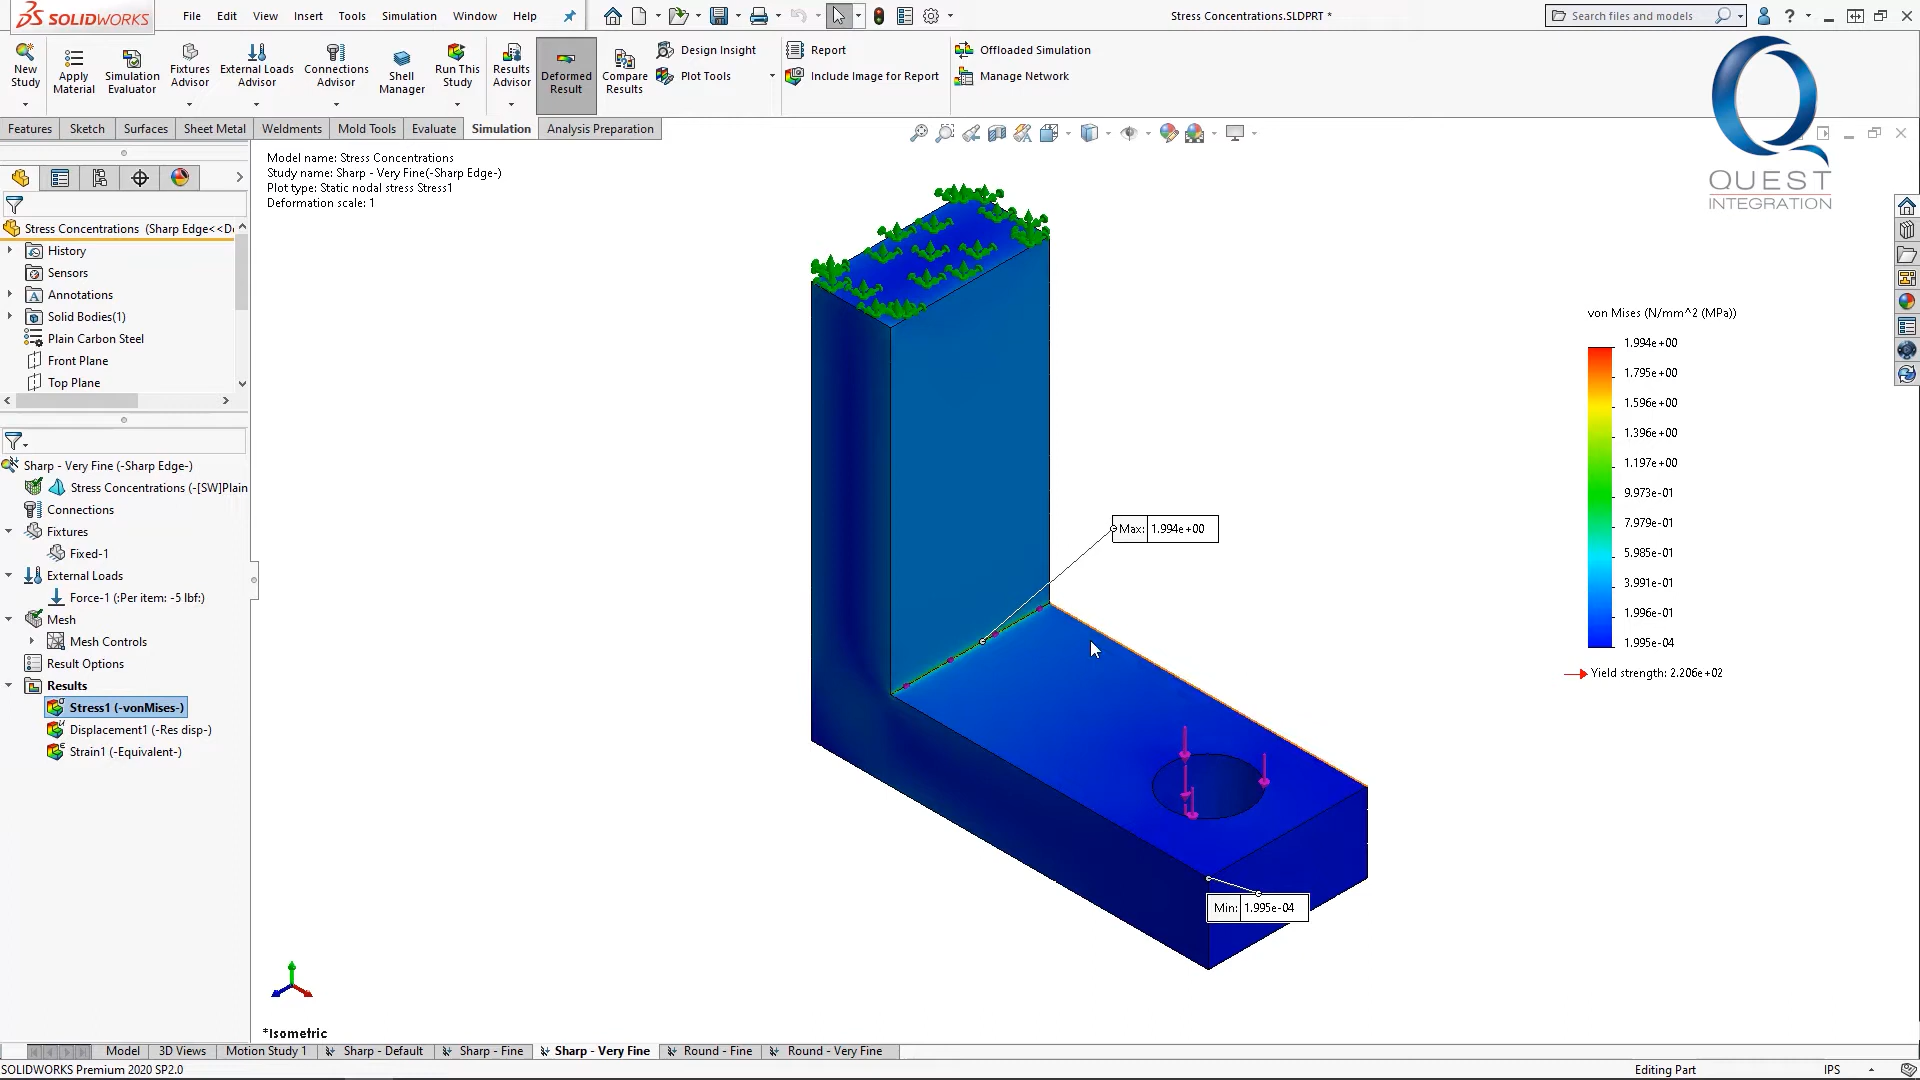 SOLIDWORKS
File Edit View Insert Tools Simulation Window Help
Stress Concentrations.SLDPRT *
Search files and models
New Study
Apply Material
Simulation Evaluator
Fixtures Advisor
External Loads Advisor
Connections Advisor
Shell Manager
Run This Study
Results Advisor
Deformed Result
Compare Results
Design Insight
Plot Tools
Report
Include Image for Report
Offloaded Simulation
Manage Network
Features Sketch Surfaces Sheet Metal Weldments Mold Tools Evaluate Simulation Analysis Preparation
QUEST
INTEGRATION
Model name: Stress Concentrations
Study name: Sharp - Very Fine(-Sharp Edge-)
Plot type: Static nodal stress Stress1
Deformation scale: 1
Stress Concentrations (Sharp Edge<<De
History
Sensors
Annotations
Solid Bodies(1)
Plain Carbon Steel
Front Plane
Top Plane
Sharp - Very Fine (-Sharp Edge-)
Stress Concentrations (-[SW]Plain
Connections
Fixtures
Fixed-1
External Loads
Force-1 (:Per item: -5 lbf:)
Mesh
Mesh Controls
Result Options
Results
Stress1 (-vonMises-)
Displacement1 (-Res disp-)
Strain1 (-Equivalent-)
Max: 1.994e+00
Min: 1.995e-04
von Mises (N/mm^2 (MPa))
1.994e+00
1.795e+00
1.596e+00
1.396e+00
1.197e+00
9.973e-01
7.979e-01
5.985e-01
3.991e-01
1.996e-01
1.995e-04
Yield strength: 2.206e+02
*Isometric
Model 3D Views Motion Study 1 Sharp - Default Sharp - Fine Sharp - Very Fine Round - Fine Round - Very Fine
SOLIDWORKS Premium 2020 SP2.0
Editing Part
IPS